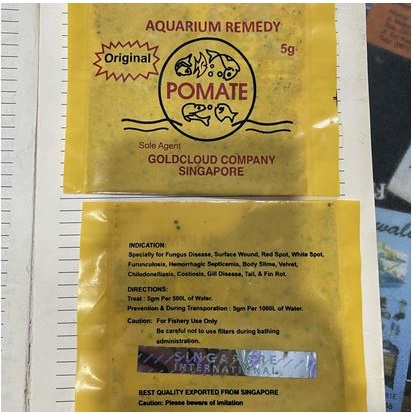 AQUARIUM REMEDY
Original
5g
POMATE
Sole Agent
GOLDCLOUD COMPANY
SINGAPORE
INDICATION:
Specially for Fungus Disease, Surface Wound, Red Spot, White Spot,
Furunculosis, Hemorrhagic Septicemia, Body Slime, Velvet,
Chilodonelliasis, Costiosis, Gill Disease, Tail, & Fin Rot.
DIRECTIONS:
Treat : 5gm Per 500L of Water.
Prevention & During Transporation : 5gm Per 1000L of Water.
Caution: For Fishery Use Only
Be careful not to use filters during bathing
administration.
SINGAPORE
INTERNATIONAL
BEST QUALITY EXPORTED FROM SINGAPORE
Caution: Please beware of imitation